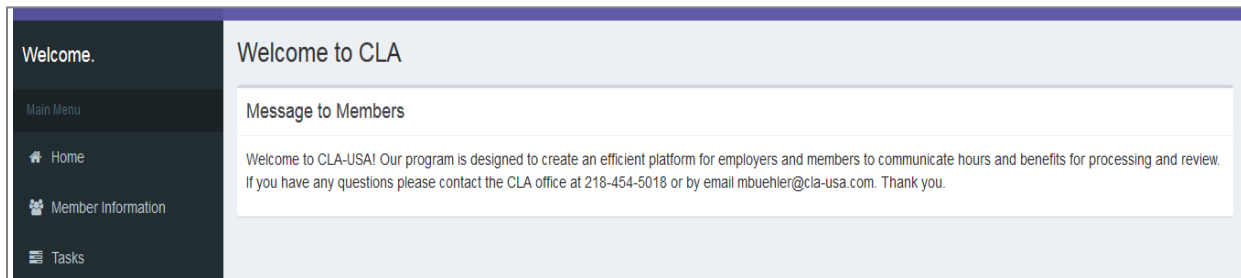 Welcome.
Main Menu
Home
Member Information
Tasks
Welcome to CLA
Message to Members
Welcome to CLA-USA! Our program is designed to create an efficient platform for employers and members to communicate hours and benefits for processing and review.
If you have any questions please contact the CLA office at 218-454-5018 or by email mbuehler@cla-usa.com. Thank you.